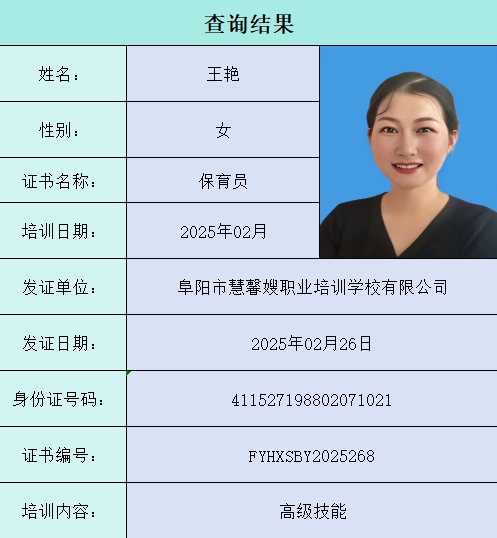 查询结果
姓名： 王艳
性别： 女
证书名称： 保育员
培训日期： 2025年02月
发证单位： 阜阳市慧馨嫂职业培训学校有限公司
发证日期： 2025年02月26日
身份证号码： 411527198802071021
证书编号： FYHXSBY2025268
培训内容： 高级技能